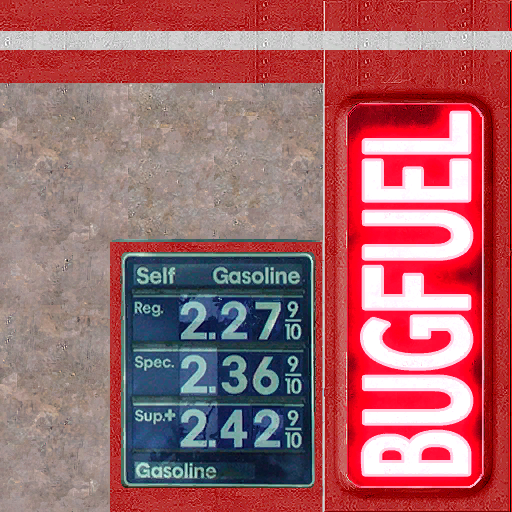 Self Gasoline
Reg. 2.27 9/10
Spec. 2.36 9/10
Sup.+ 2.42 9/10
Gasoline
BUGFUEL